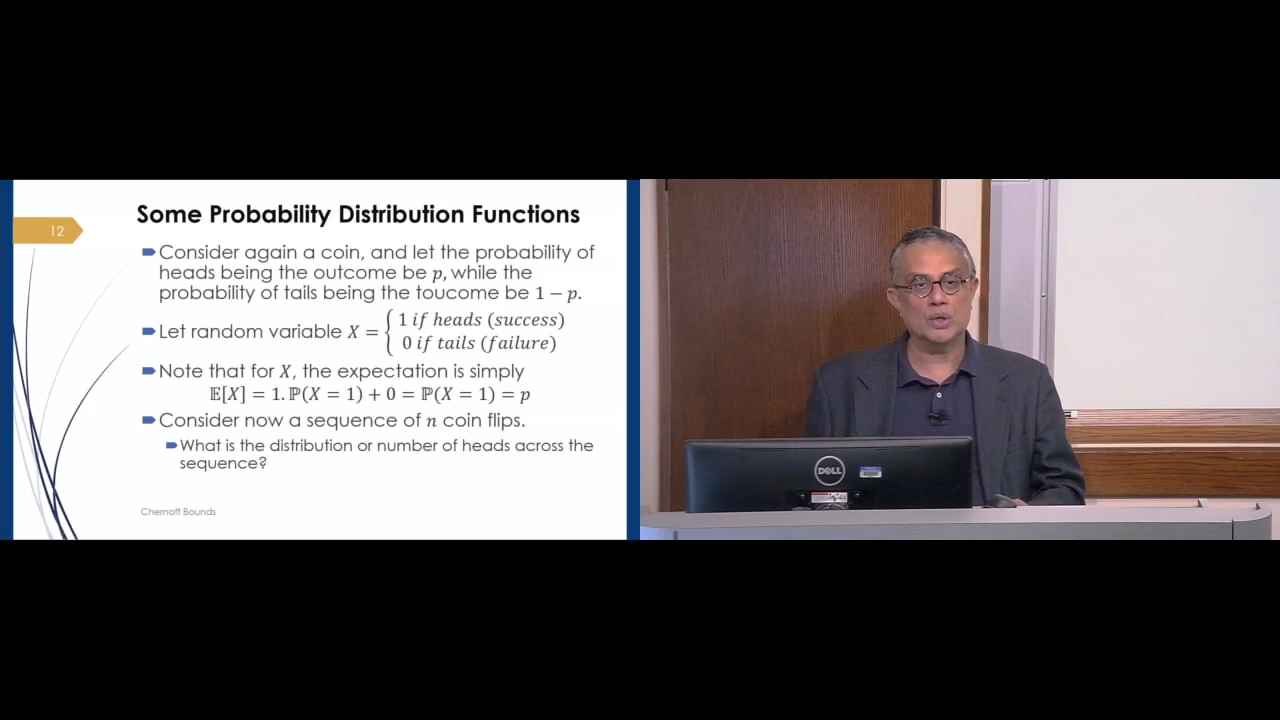 12
Some Probability Distribution Functions
Consider again a coin, and let the probability of
heads being the outcome be p, while the
probability of tails being the toucome be 1 − p.
Let random variable X = { 1 if heads (success)
0 if tails (failure)
Note that for X, the expectation is simply
𝔼[X] = 1. ℙ(X = 1) + 0 = ℙ(X = 1) = p
Consider now a sequence of n coin flips.
What is the distribution or number of heads across the
sequence?
Chernoff Bounds
DELL